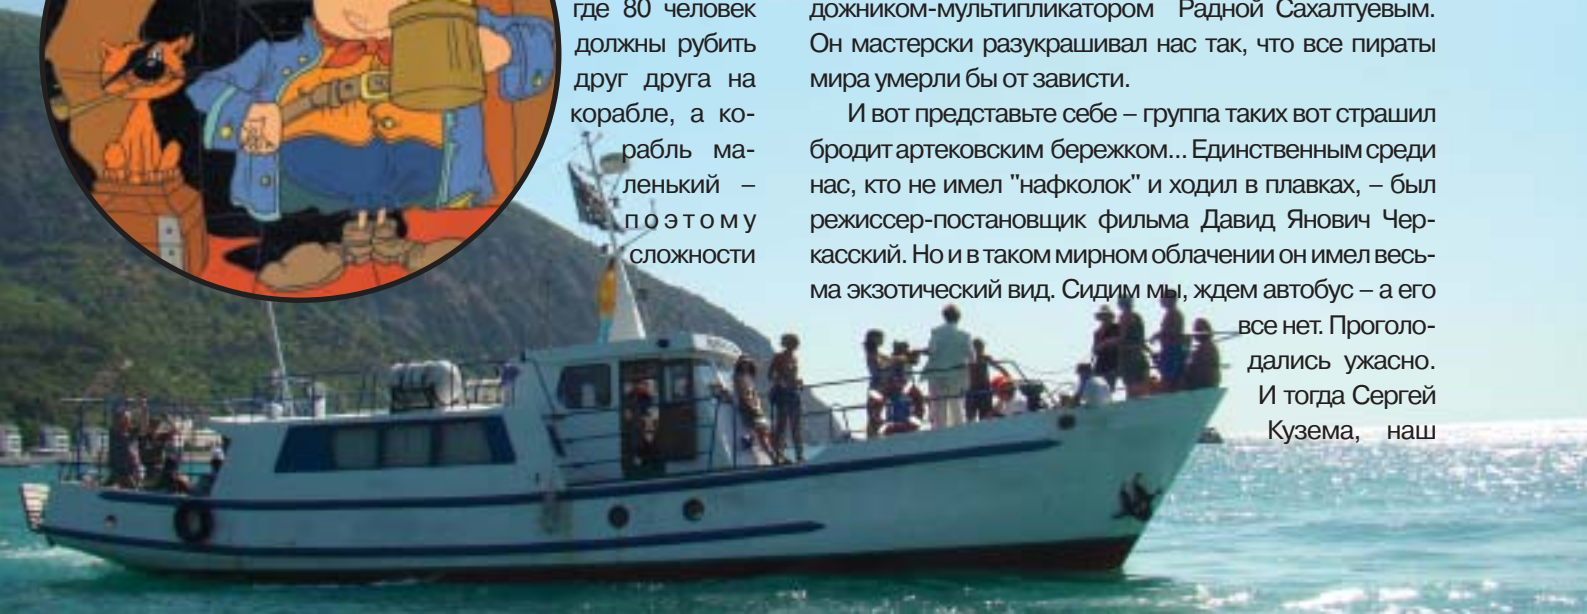 где 80 человек
должны рубить
друг друга на
корабле, а ко-
рабль ма-
ленький –
поэтому
сложности
дожником-мультипликатором Радной Сахалтуевым.
Он мастерски разукрашивал нас так, что все пираты
мира умерли бы от зависти.
И вот представьте себе – группа таких вот страшил
бродит артековским бережком... Единственным среди
нас, кто не имел "нафколок" и ходил в плавках, – был
режиссер-постановщик фильма Давид Янович Чер-
касский. Но и в таком мирном облачении он имел весь-
ма экзотический вид. Сидим мы, ждем автобус – а его
все нет. Проголо-
дались ужасно.
И тогда Сергей
Кузема, наш